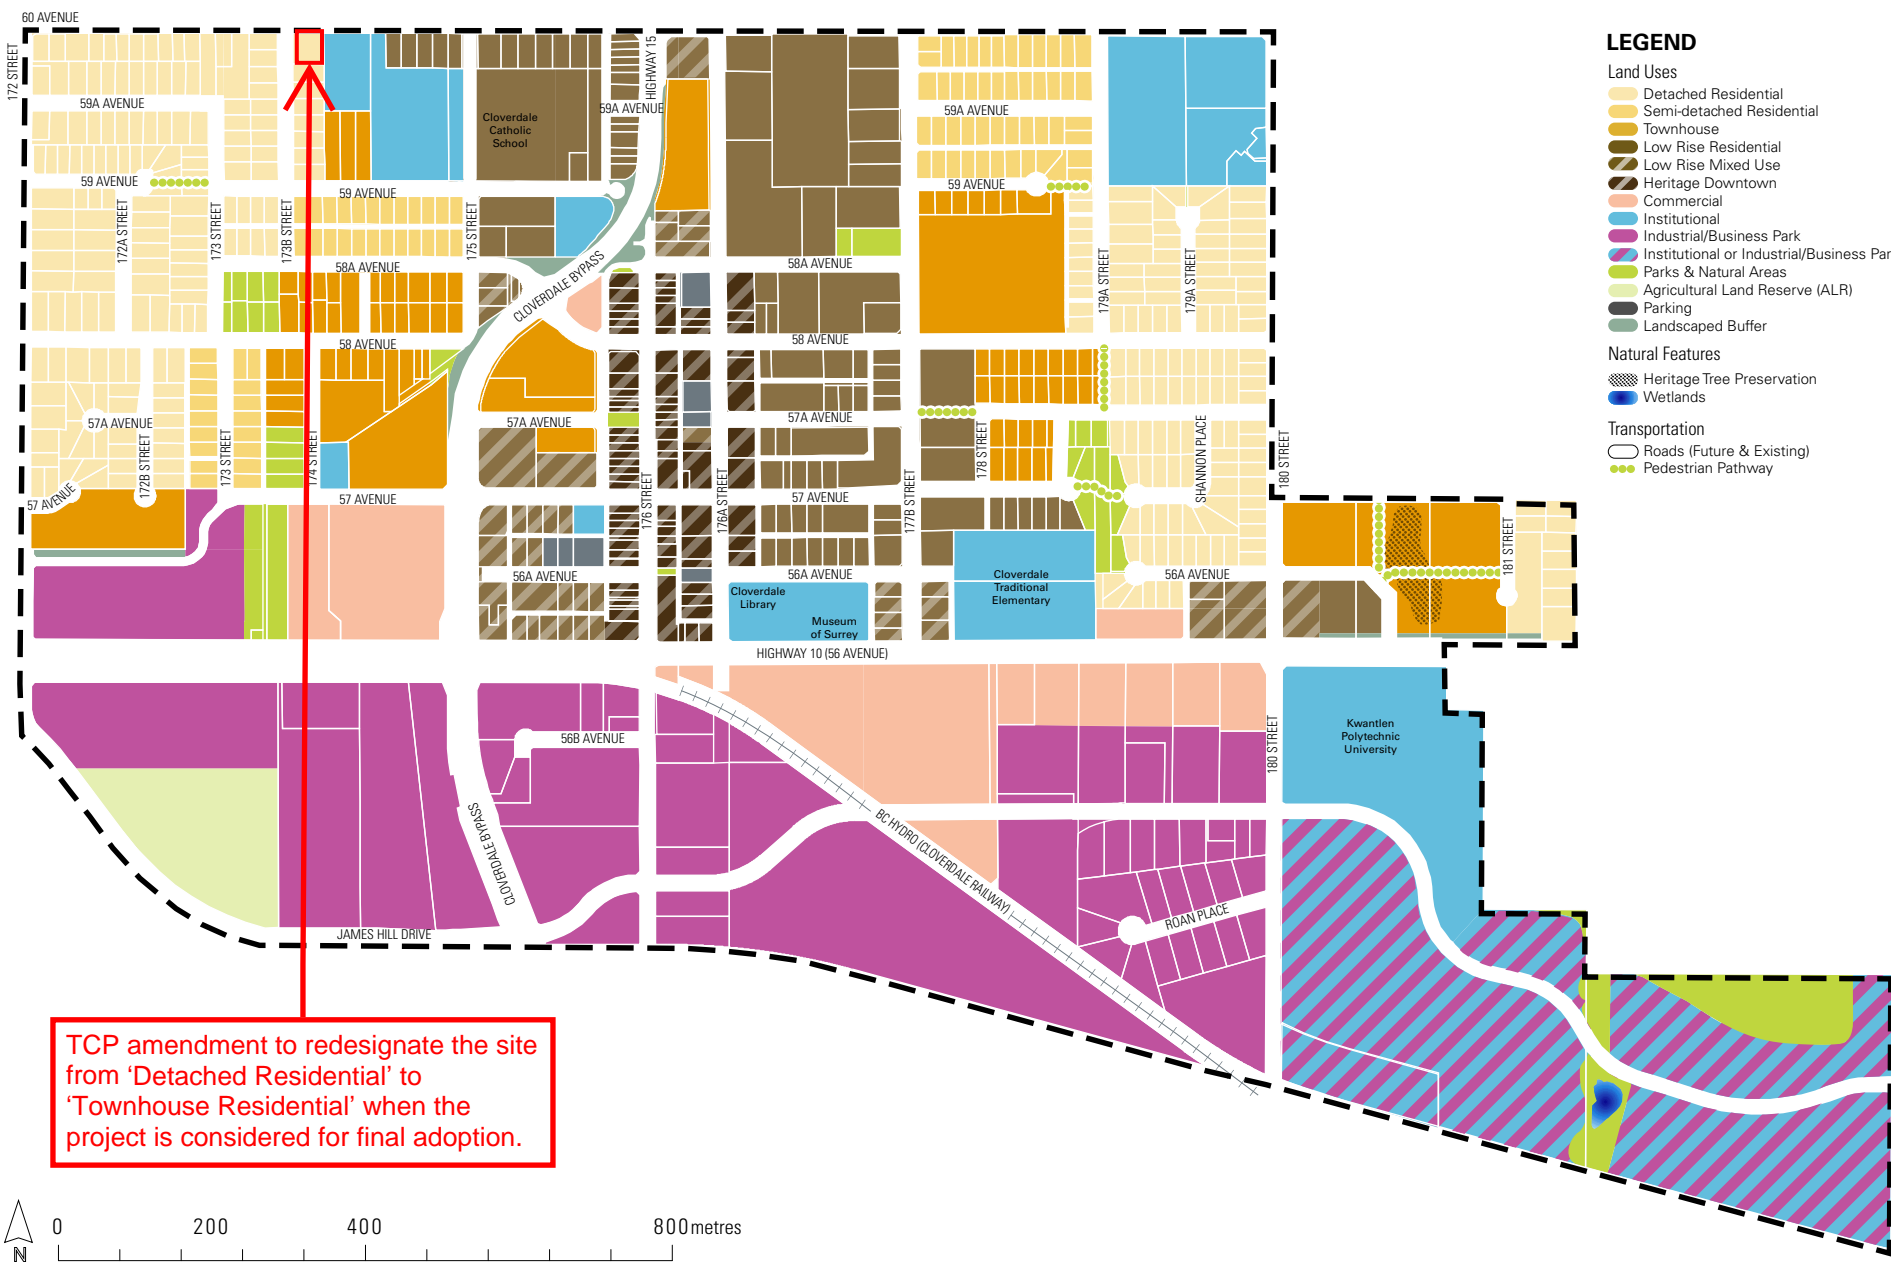 60 AVENUE
172 STREET
HIGHWAY 15
59A AVENUE
59A AVENUE
59A AVENUE
Cloverdale
Catholic
School
59 AVENUE
59 AVENUE
59 AVENUE
172A STREET
173 STREET
173B STREET
175 STREET
179A STREET
179A STREET
58A AVENUE
58A AVENUE
CLOVERDALE BYPASS
58 AVENUE
58 AVENUE
57A AVENUE
57A AVENUE
57A AVENUE
172B STREET
173 STREET
174 STREET
178 STREET
SHANNON PLACE
180 STREET
57 AVENUE
57 AVENUE
57 AVENUE
176 STREET
176A STREET
177B STREET
181 STREET
56A AVENUE
56A AVENUE
56A AVENUE
Cloverdale
Library
Museum
of Surrey
Cloverdale
Traditional
Elementary
HIGHWAY 10 (56 AVENUE)
56B AVENUE
180 STREET
Kwantlen
Polytechnic
University
CLOVERDALE BYPASS
BC HYDRO (CLOVERDALE RAILWAY)
ROAN PLACE
JAMES HILL DRIVE
TCP amendment to redesignate the site
from ‘Detached Residential’ to
‘Townhouse Residential’ when the
project is considered for final adoption.
N
0 200 400 800 metres
LEGEND
Land Uses
Detached Residential
Semi-detached Residential
Townhouse
Low Rise Residential
Low Rise Mixed Use
Heritage Downtown
Commercial
Institutional
Industrial/Business Park
Institutional or Industrial/Business Par
Parks & Natural Areas
Agricultural Land Reserve (ALR)
Parking
Landscaped Buffer
Natural Features
Heritage Tree Preservation
Wetlands
Transportation
Roads (Future & Existing)
Pedestrian Pathway